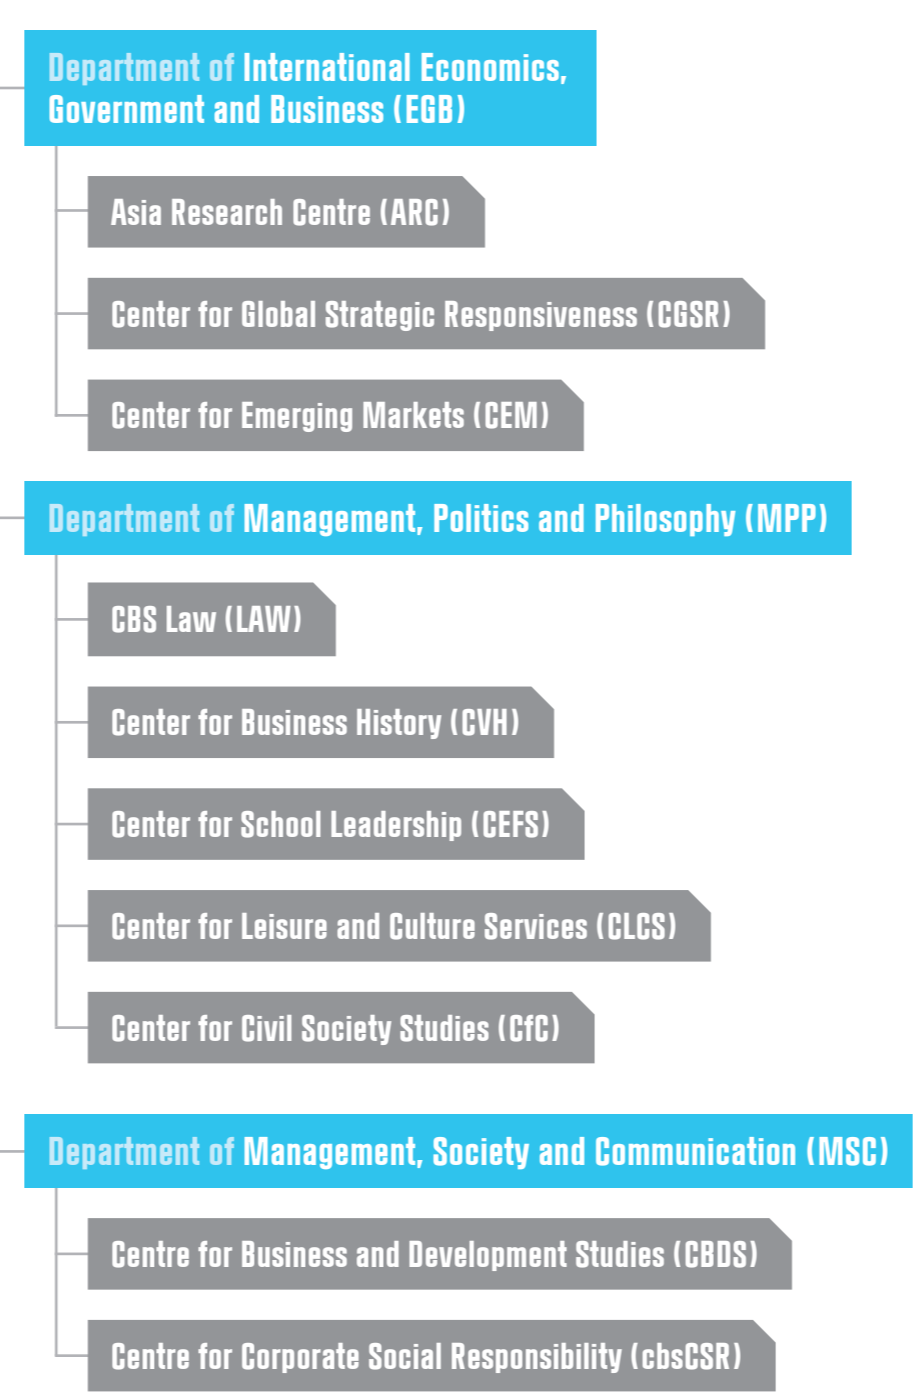 Department of International Economics,
Government and Business (EGB)
Asia Research Centre (ARC)
Center for Global Strategic Responsiveness (CGSR)
Center for Emerging Markets (CEM)
Department of Management, Politics and Philosophy (MPP)
CBS Law (LAW)
Center for Business History (CVH)
Center for School Leadership (CEFS)
Center for Leisure and Culture Services (CLCS)
Center for Civil Society Studies (CfC)
Department of Management, Society and Communication (MSC)
Centre for Business and Development Studies (CBDS)
Centre for Corporate Social Responsibility (cbsCSR)